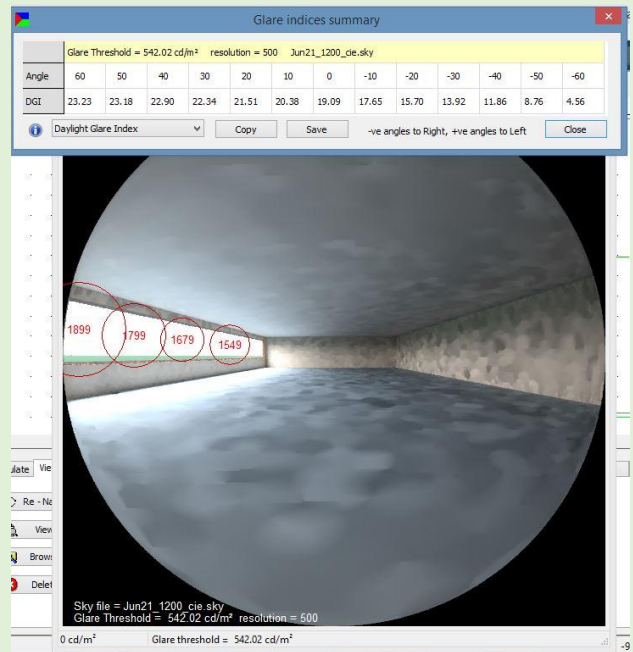 Glare indices summary
Glare Threshold = 542.02 cd/m² resolution = 500 Jun21_1200_cie.sky
Angle 60 50 40 30 20 10 0 -10 -20 -30 -40 -50 -60
DGI 23.23 23.18 22.90 22.34 21.51 20.38 19.09 17.65 15.70 13.92 11.86 8.76 4.56
Daylight Glare Index Copy Save -ve angles to Right, +ve angles to Left Close
1899 1799 1679 1549
ulate Vie
Re - Na
View
Brow
Delet
Sky file = Jun21_1200_cie.sky
Glare Threshold = 542.02 cd/m² resolution = 500
0 cd/m² Glare threshold = 542.02 cd/m²
-9